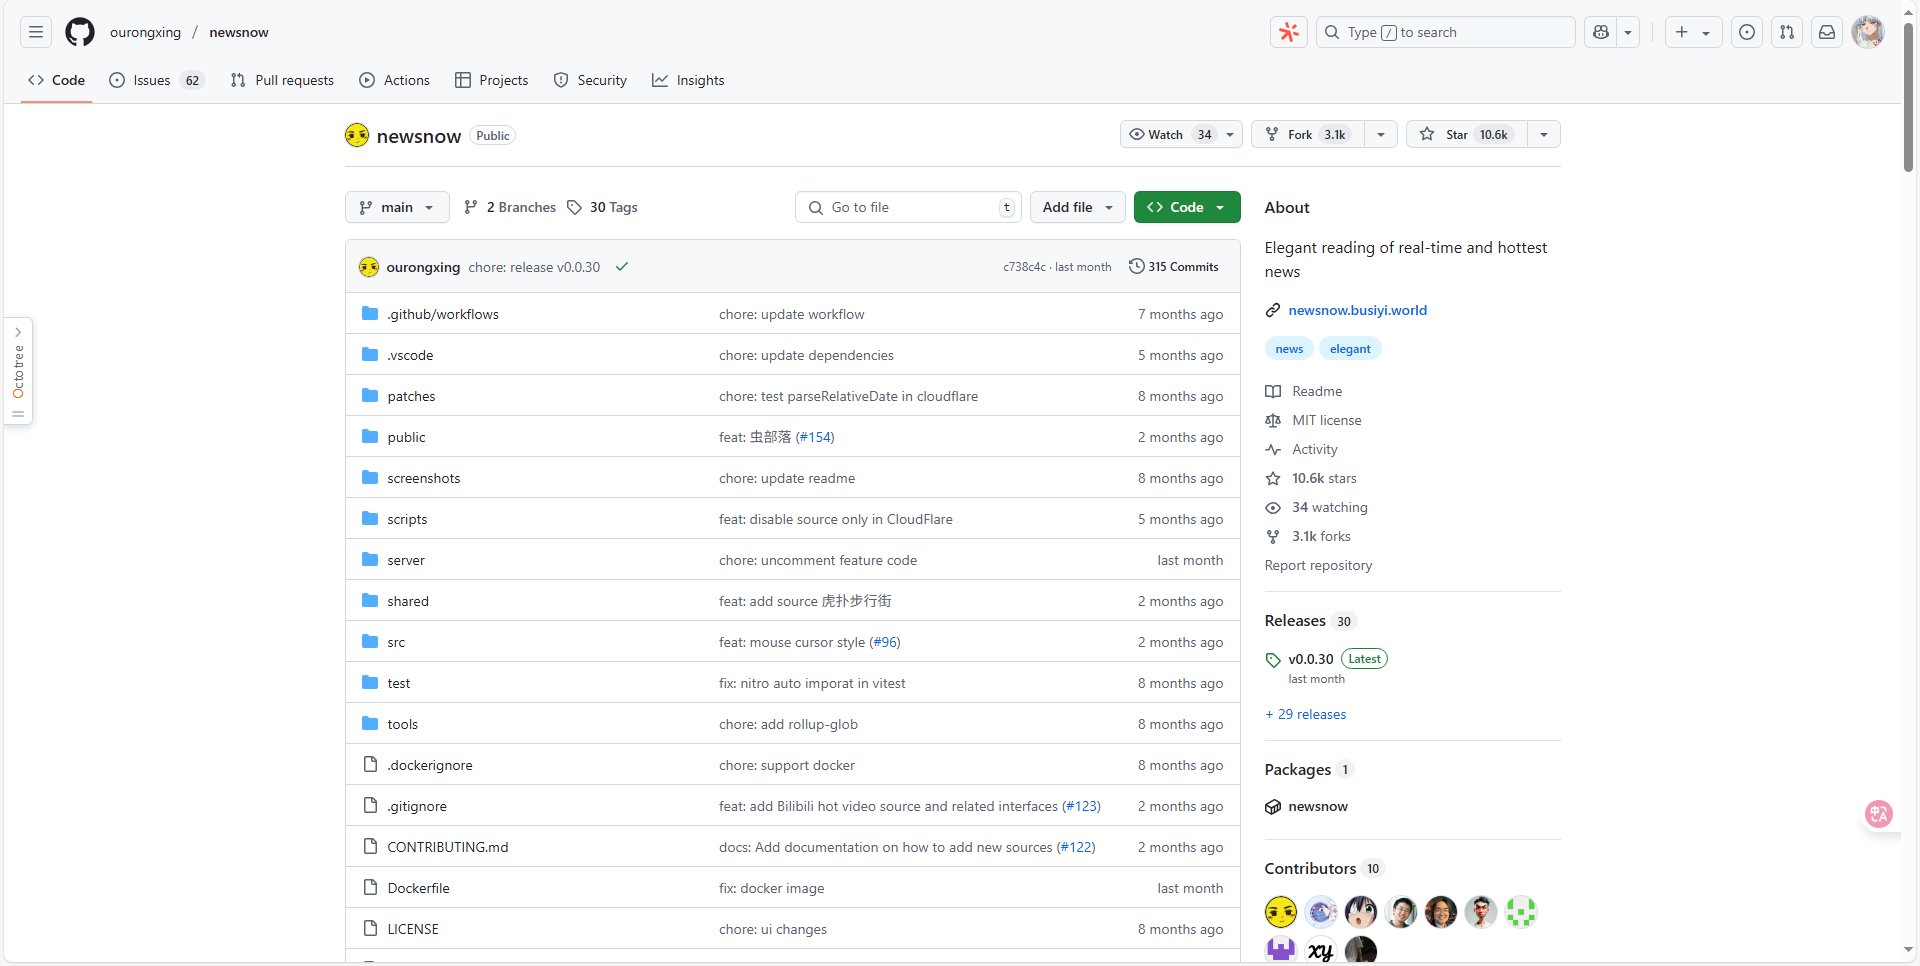 ourongxing / newsnow
Type / to search
Code
Issues 62
Pull requests
Actions
Projects
Security
Insights
newsnow Public
Watch 34
Fork 3.1k
Star 10.6k
main
2 Branches
30 Tags
Go to file t
Add file
Code
ourongxing chore: release v0.0.30
c738c4c · last month
315 Commits
.github/workflows chore: update workflow 7 months ago
.vscode chore: update dependencies 5 months ago
patches chore: test parseRelativeDate in cloudflare 8 months ago
public feat: 虫部落 (#154) 2 months ago
screenshots chore: update readme 8 months ago
scripts feat: disable source only in CloudFlare 5 months ago
server chore: uncomment feature code last month
shared feat: add source 虎扑步行街 2 months ago
src feat: mouse cursor style (#96) 2 months ago
test fix: nitro auto imporat in vitest 8 months ago
tools chore: add rollup-glob 8 months ago
.dockerignore chore: support docker 8 months ago
.gitignore feat: add Bilibili hot video source and related interfaces (#123) 2 months ago
CONTRIBUTING.md docs: Add documentation on how to add new sources (#122) 2 months ago
Dockerfile fix: docker image last month
LICENSE chore: ui changes 8 months ago
About
Elegant reading of real-time and hottest
news
newsnow.busiyi.world
news elegant
Readme
MIT license
Activity
10.6k stars
34 watching
3.1k forks
Report repository
Releases 30
v0.0.30 Latest
last month
+ 29 releases
Packages 1
newsnow
Contributors 10
xy
Octotree
中A